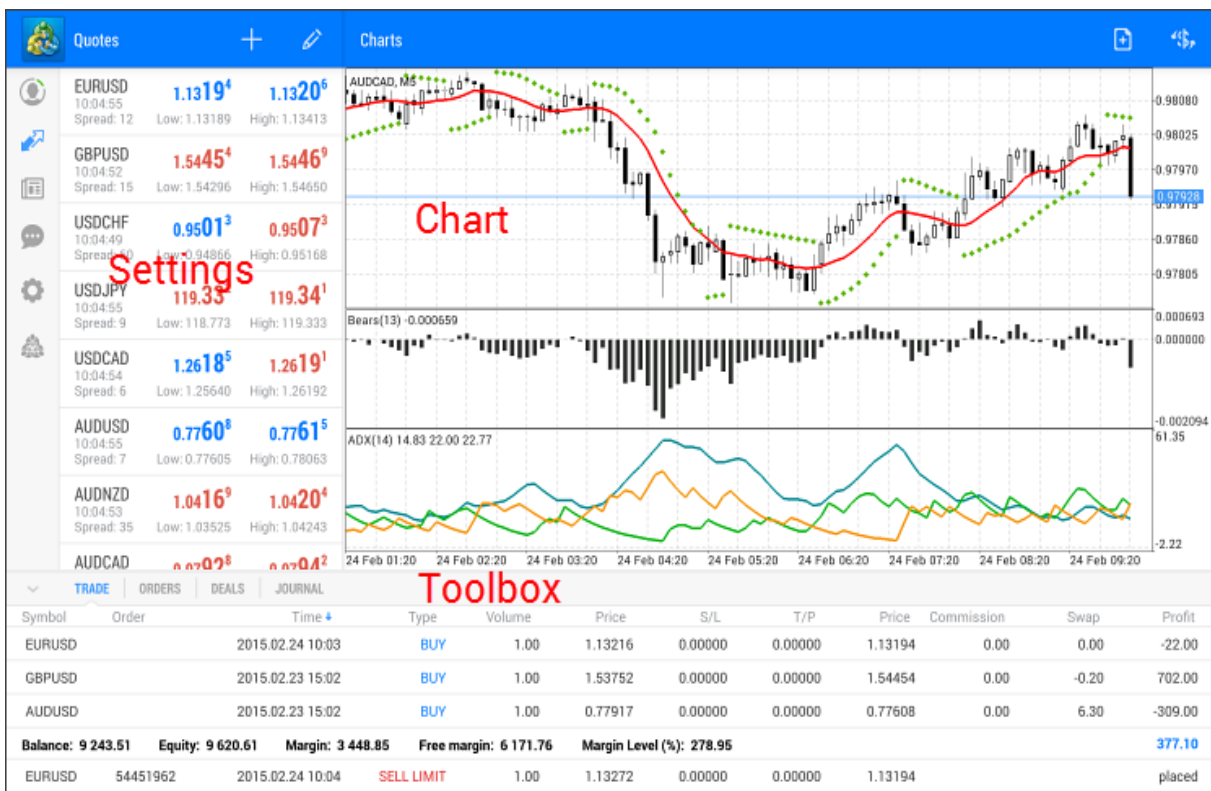 Quotes
Charts
EURUSD 1.13194 1.13206
10:04:55
Spread: 12 Low: 1.13189 High: 1.13413
GBPUSD 1.54454 1.54469
10:04:52
Spread: 15 Low: 1.54296 High: 1.54650
USDCHF 0.95013 0.95073
10:04:49
Spread: 60 Low: 0.94866 High: 0.95168
Settings
USDJPY 119.33 119.341
10:04:55
Spread: 9 Low: 118.773 High: 119.333
USDCAD 1.26185 1.26191
10:04:54
Spread: 6 Low: 1.25640 High: 1.26192
AUDUSD 0.77608 0.77615
10:04:55
Spread: 7 Low: 0.77605 High: 0.78063
AUDNZD 1.04169 1.04204
10:04:53
Spread: 35 Low: 1.03525 High: 1.04243
AUDCAD 0.97928 0.97942
AUDCAD, M5
Chart
0.98080
0.98025
0.97970
0.97928
0.97915
0.97860
0.97805
Bears(13) -0.000659
0.000693
0.000000
-0.002094
ADX(14) 14.83 22.00 22.77
61.35
-2.22
24 Feb 01:20 24 Feb 02:20 24 Feb 03:20 24 Feb 04:20 24 Feb 05:20 24 Feb 06:20 24 Feb 07:20 24 Feb 08:20 24 Feb 09:20
TRADE ORDERS DEALS JOURNAL
Toolbox
Symbol Order Time Type Volume Price S/L T/P Price Commission Swap Profit
EURUSD 2015.02.24 10:03 BUY 1.00 1.13216 0.00000 0.00000 1.13194 0.00 0.00 -22.00
GBPUSD 2015.02.23 15:02 BUY 1.00 1.53752 0.00000 0.00000 1.54454 0.00 -0.20 702.00
AUDUSD 2015.02.23 15:02 BUY 1.00 0.77917 0.00000 0.00000 0.77608 0.00 6.30 -309.00
Balance: 9 243.51 Equity: 9 620.61 Margin: 3 448.85 Free margin: 6 171.76 Margin Level (%): 278.95 377.10
EURUSD 54451962 2015.02.24 10:04 SELL LIMIT 1.00 1.13272 0.00000 0.00000 1.13194 placed